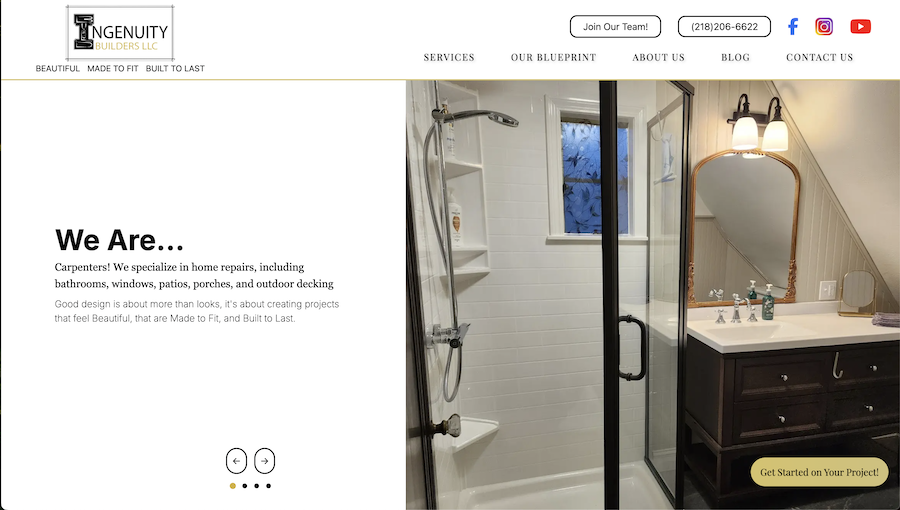 INGENUITY
BUILDERS LLC
BEAUTIFUL MADE TO FIT BUILT TO LAST
Join Our Team!
(218)206-6622
SERVICES
OUR BLUEPRINT
ABOUT US
BLOG
CONTACT US
We Are...
Carpenters! We specialize in home repairs, including
bathrooms, windows, patios, porches, and outdoor decking
Good design is about more than looks, it's about creating projects
that feel Beautiful, that are Made to Fit, and Built to Last.
Get Started on Your Project!